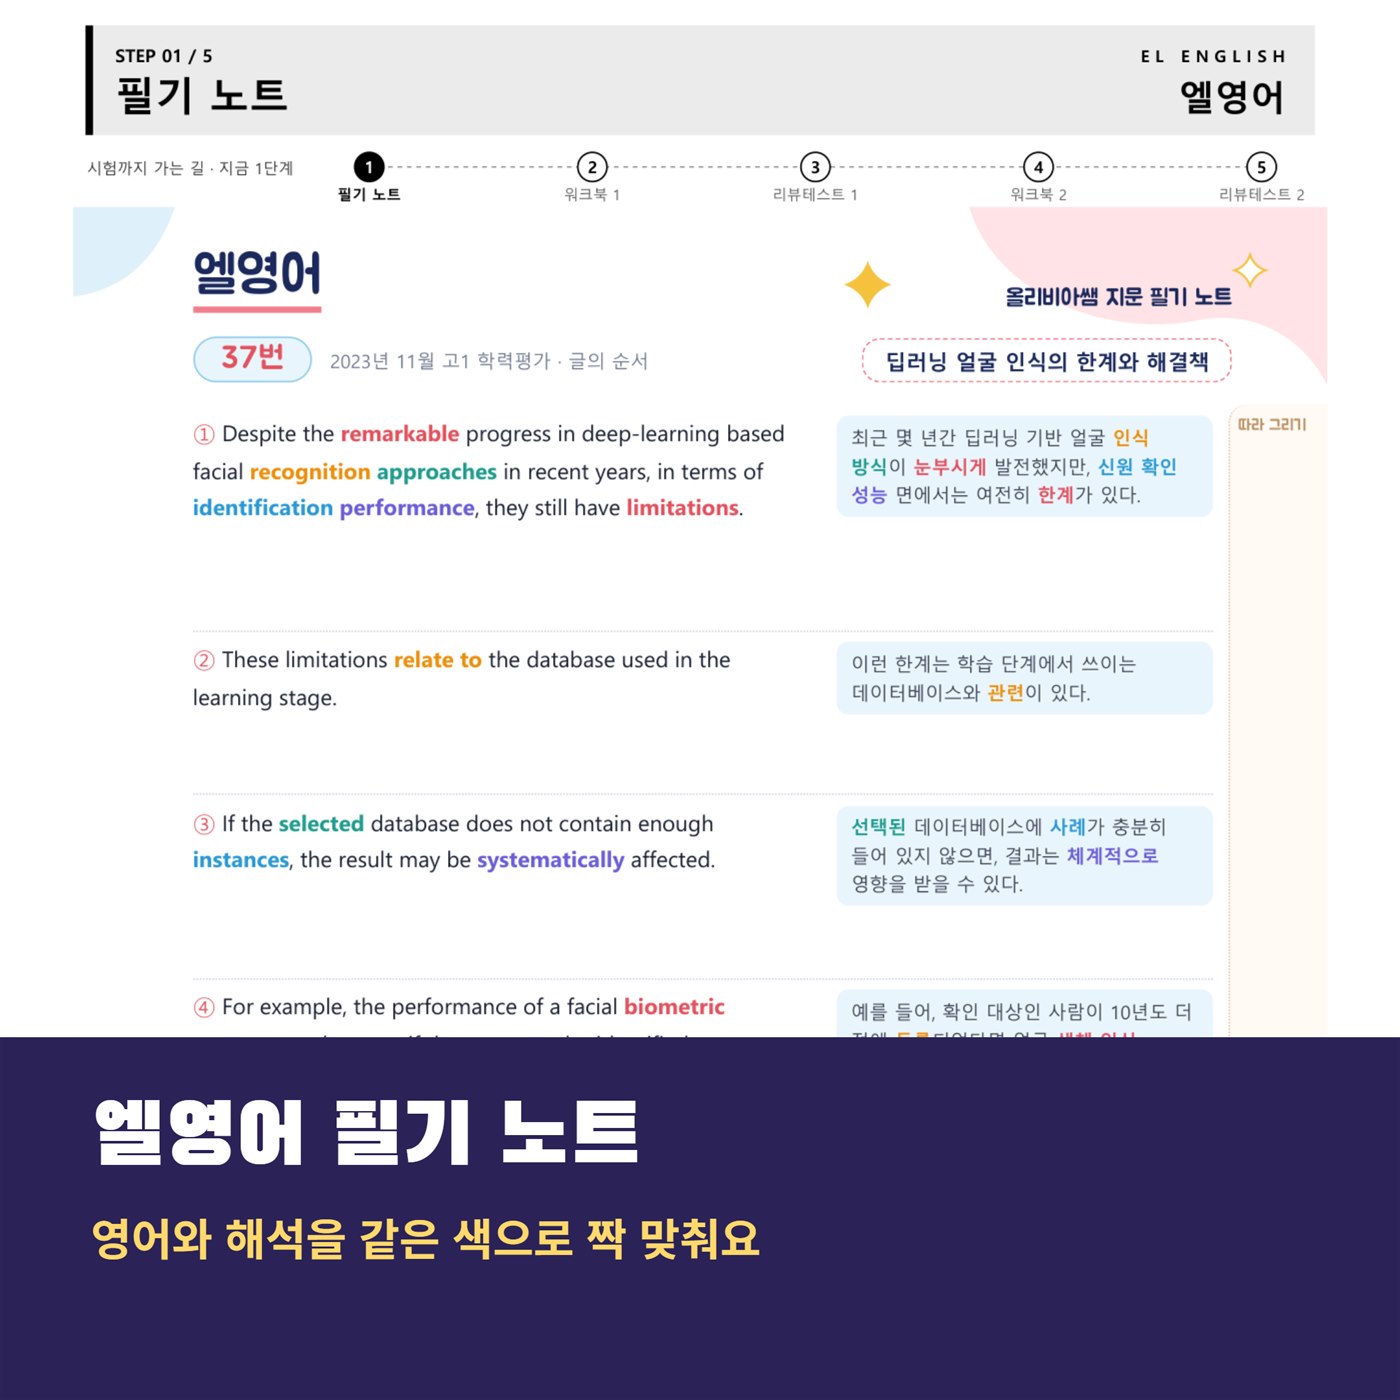 STEP 01 / 5
필기 노트
EL ENGLISH
엘영어
시험까지 가는 길 · 지금 1단계
1
2
3
4
5
필기 노트
워크북 1
리뷰테스트 1
워크북 2
리뷰테스트 2
엘영어
올리비아쌤 지문 필기 노트
37번
2023년 11월 고1 학력평가 · 글의 순서
딥러닝 얼굴 인식의 한계와 해결책
① Despite the remarkable progress in deep-learning based
facial recognition approaches in recent years, in terms of
identification performance, they still have limitations.
최근 몇 년간 딥러닝 기반 얼굴 인식
방식이 눈부시게 발전했지만, 신원 확인
성능 면에서는 여전히 한계가 있다.
따라 그리기
② These limitations relate to the database used in the
learning stage.
이런 한계는 학습 단계에서 쓰이는
데이터베이스와 관련이 있다.
③ If the selected database does not contain enough
instances, the result may be systematically affected.
선택된 데이터베이스에 사례가 충분히
들어 있지 않으면, 결과는 체계적으로
영향을 받을 수 있다.
④ For example, the performance of a facial biometric
예를 들어, 확인 대상인 사람이 10년도 더
엘영어 필기 노트
영어와 해석을 같은 색으로 짝 맞춰요